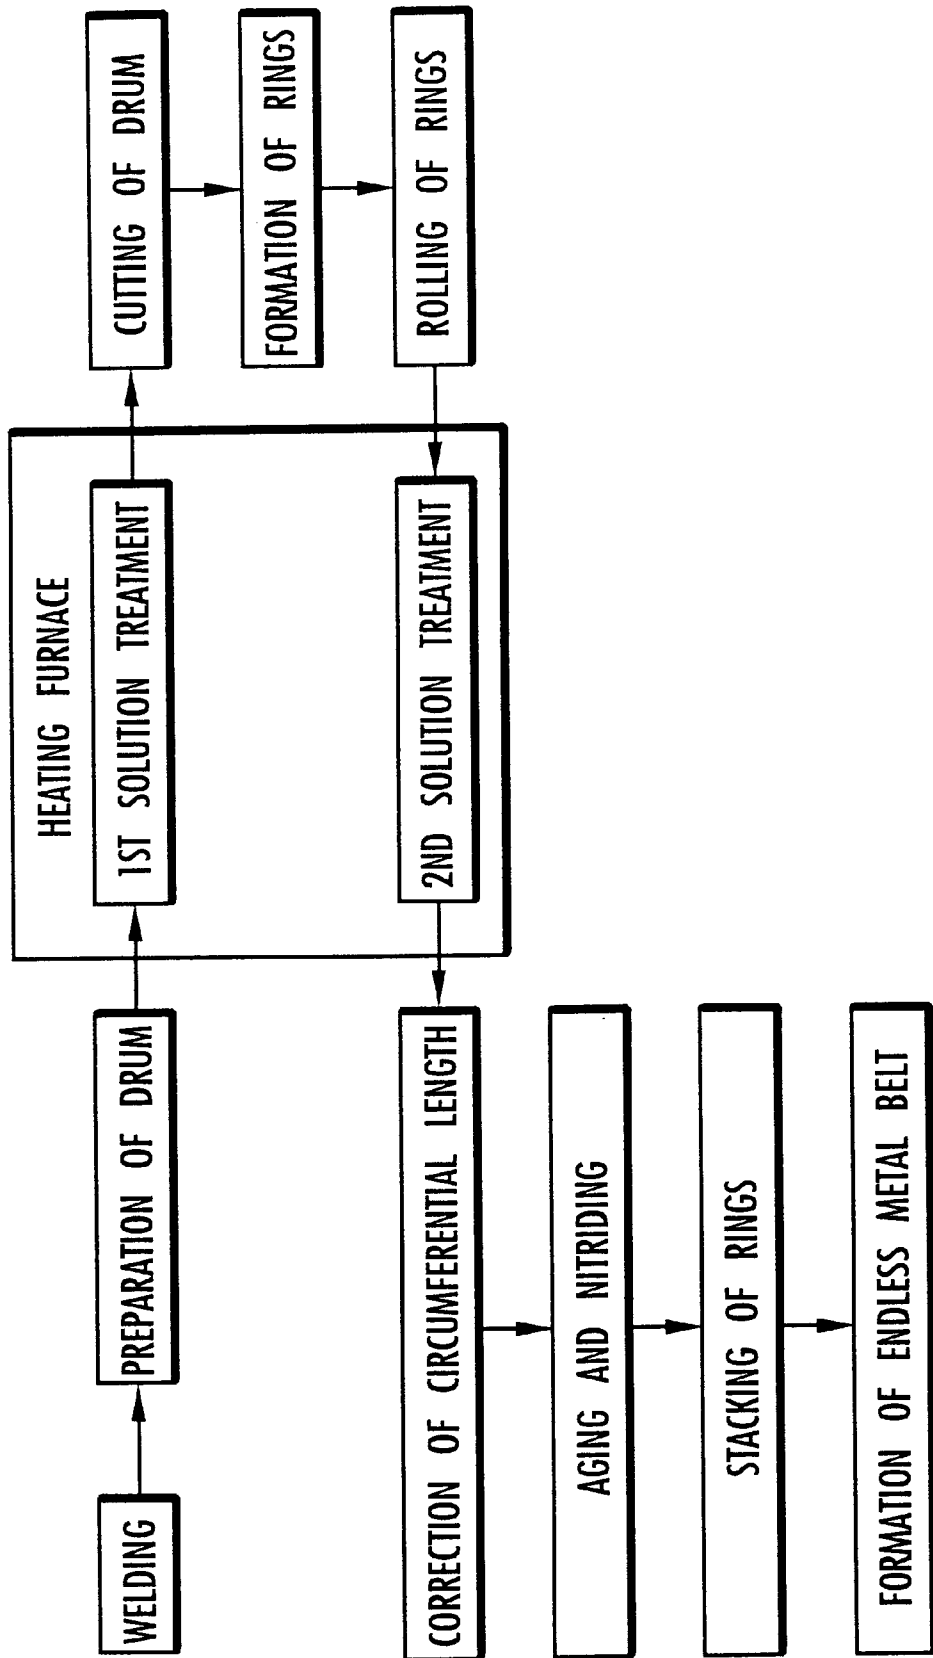 WELDING
PREPARATION OF DRUM
HEATING FURNACE
1ST SOLUTION TREATMENT
CUTTING OF DRUM
FORMATION OF RINGS
ROLLING OF RINGS
2ND SOLUTION TREATMENT
CORRECTION OF CIRCUMFERENTIAL LENGTH
AGING AND NITRIDING
STACKING OF RINGS
FORMATION OF ENDLESS METAL BELT